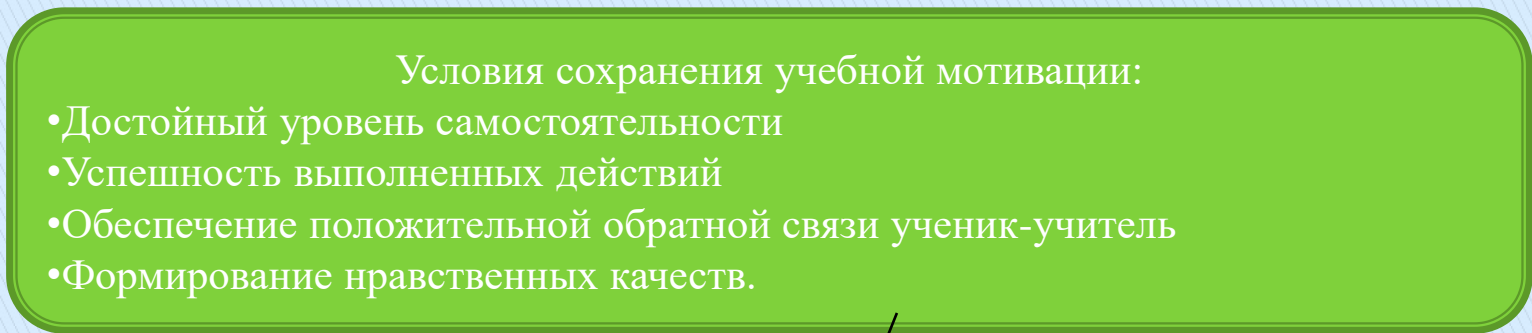 Условия сохранения учебной мотивации:
•Достойный уровень самостоятельности
•Успешность выполненных действий
•Обеспечение положительной обратной связи ученик-учитель
•Формирование нравственных качеств.